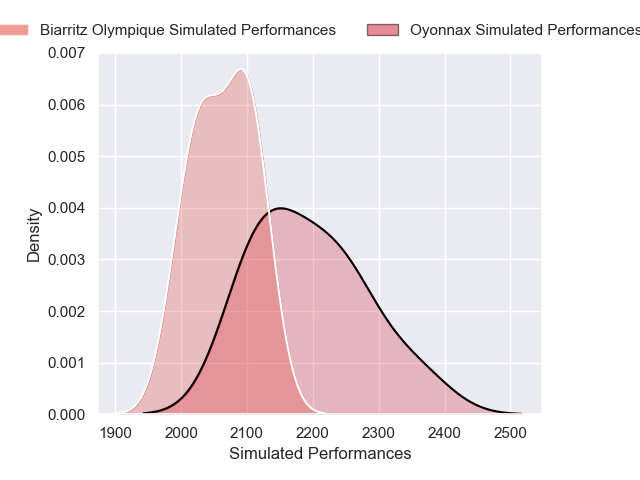 Biarritz Olympique Simulated Performances
Oyonnax Simulated Performances
0.007
0.006
0.005
0.004
0.003
0.002
0.001
0.000
Density
1900 2000 2100 2200 2300 2400 2500
Simulated Performances